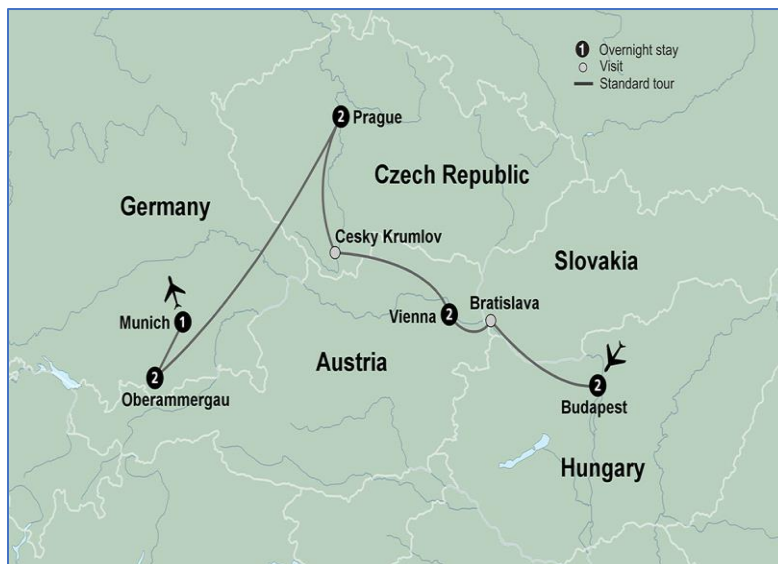 1 Overnight stay
Visit
Standard tour
2 Prague
Czech Republic
Germany
Cesky Krumlov
Slovakia
Bratislava
Vienna 2
Munich 1
Austria
2
Oberammergau
2
Budapest
Hungary